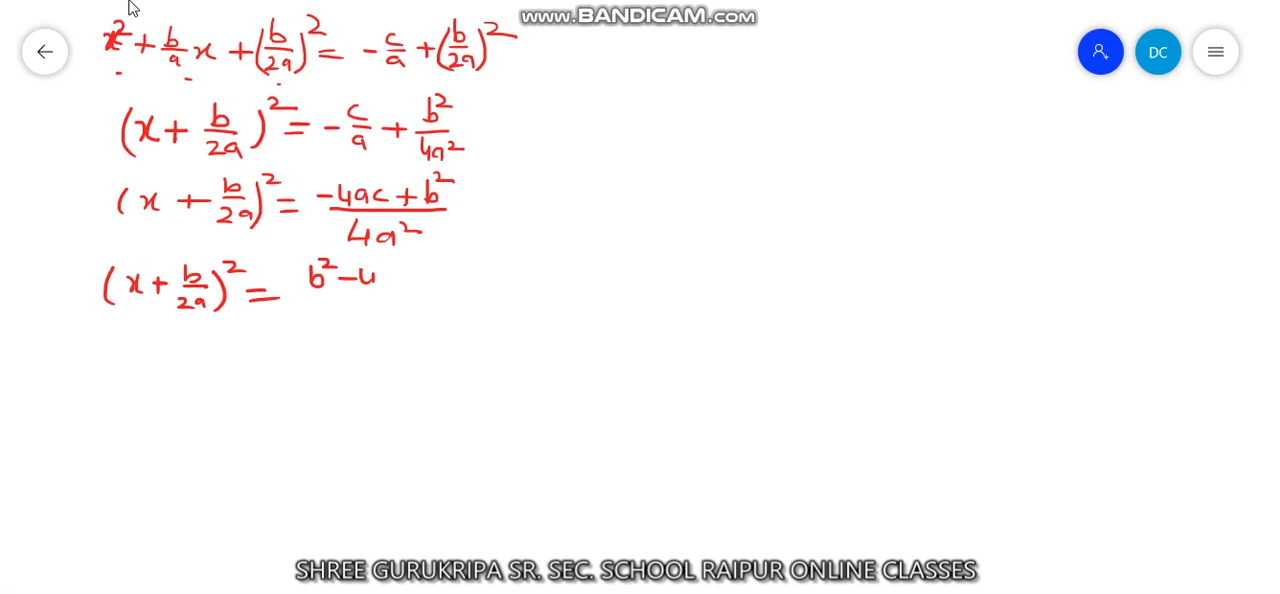 www.BANDICAM.com
x² + b/a x + (b/2a)² = - c/a + (b/2a)²
DC
(x + b/2a)² = - c/a + b²/4a²
(x + b/2a)² = -4ac + b²/4a²
(x + b/2a)² = b² - 4
SHREE GURUKRIPA SR. SEC. SCHOOL RAIPUR ONLINE CLASSES